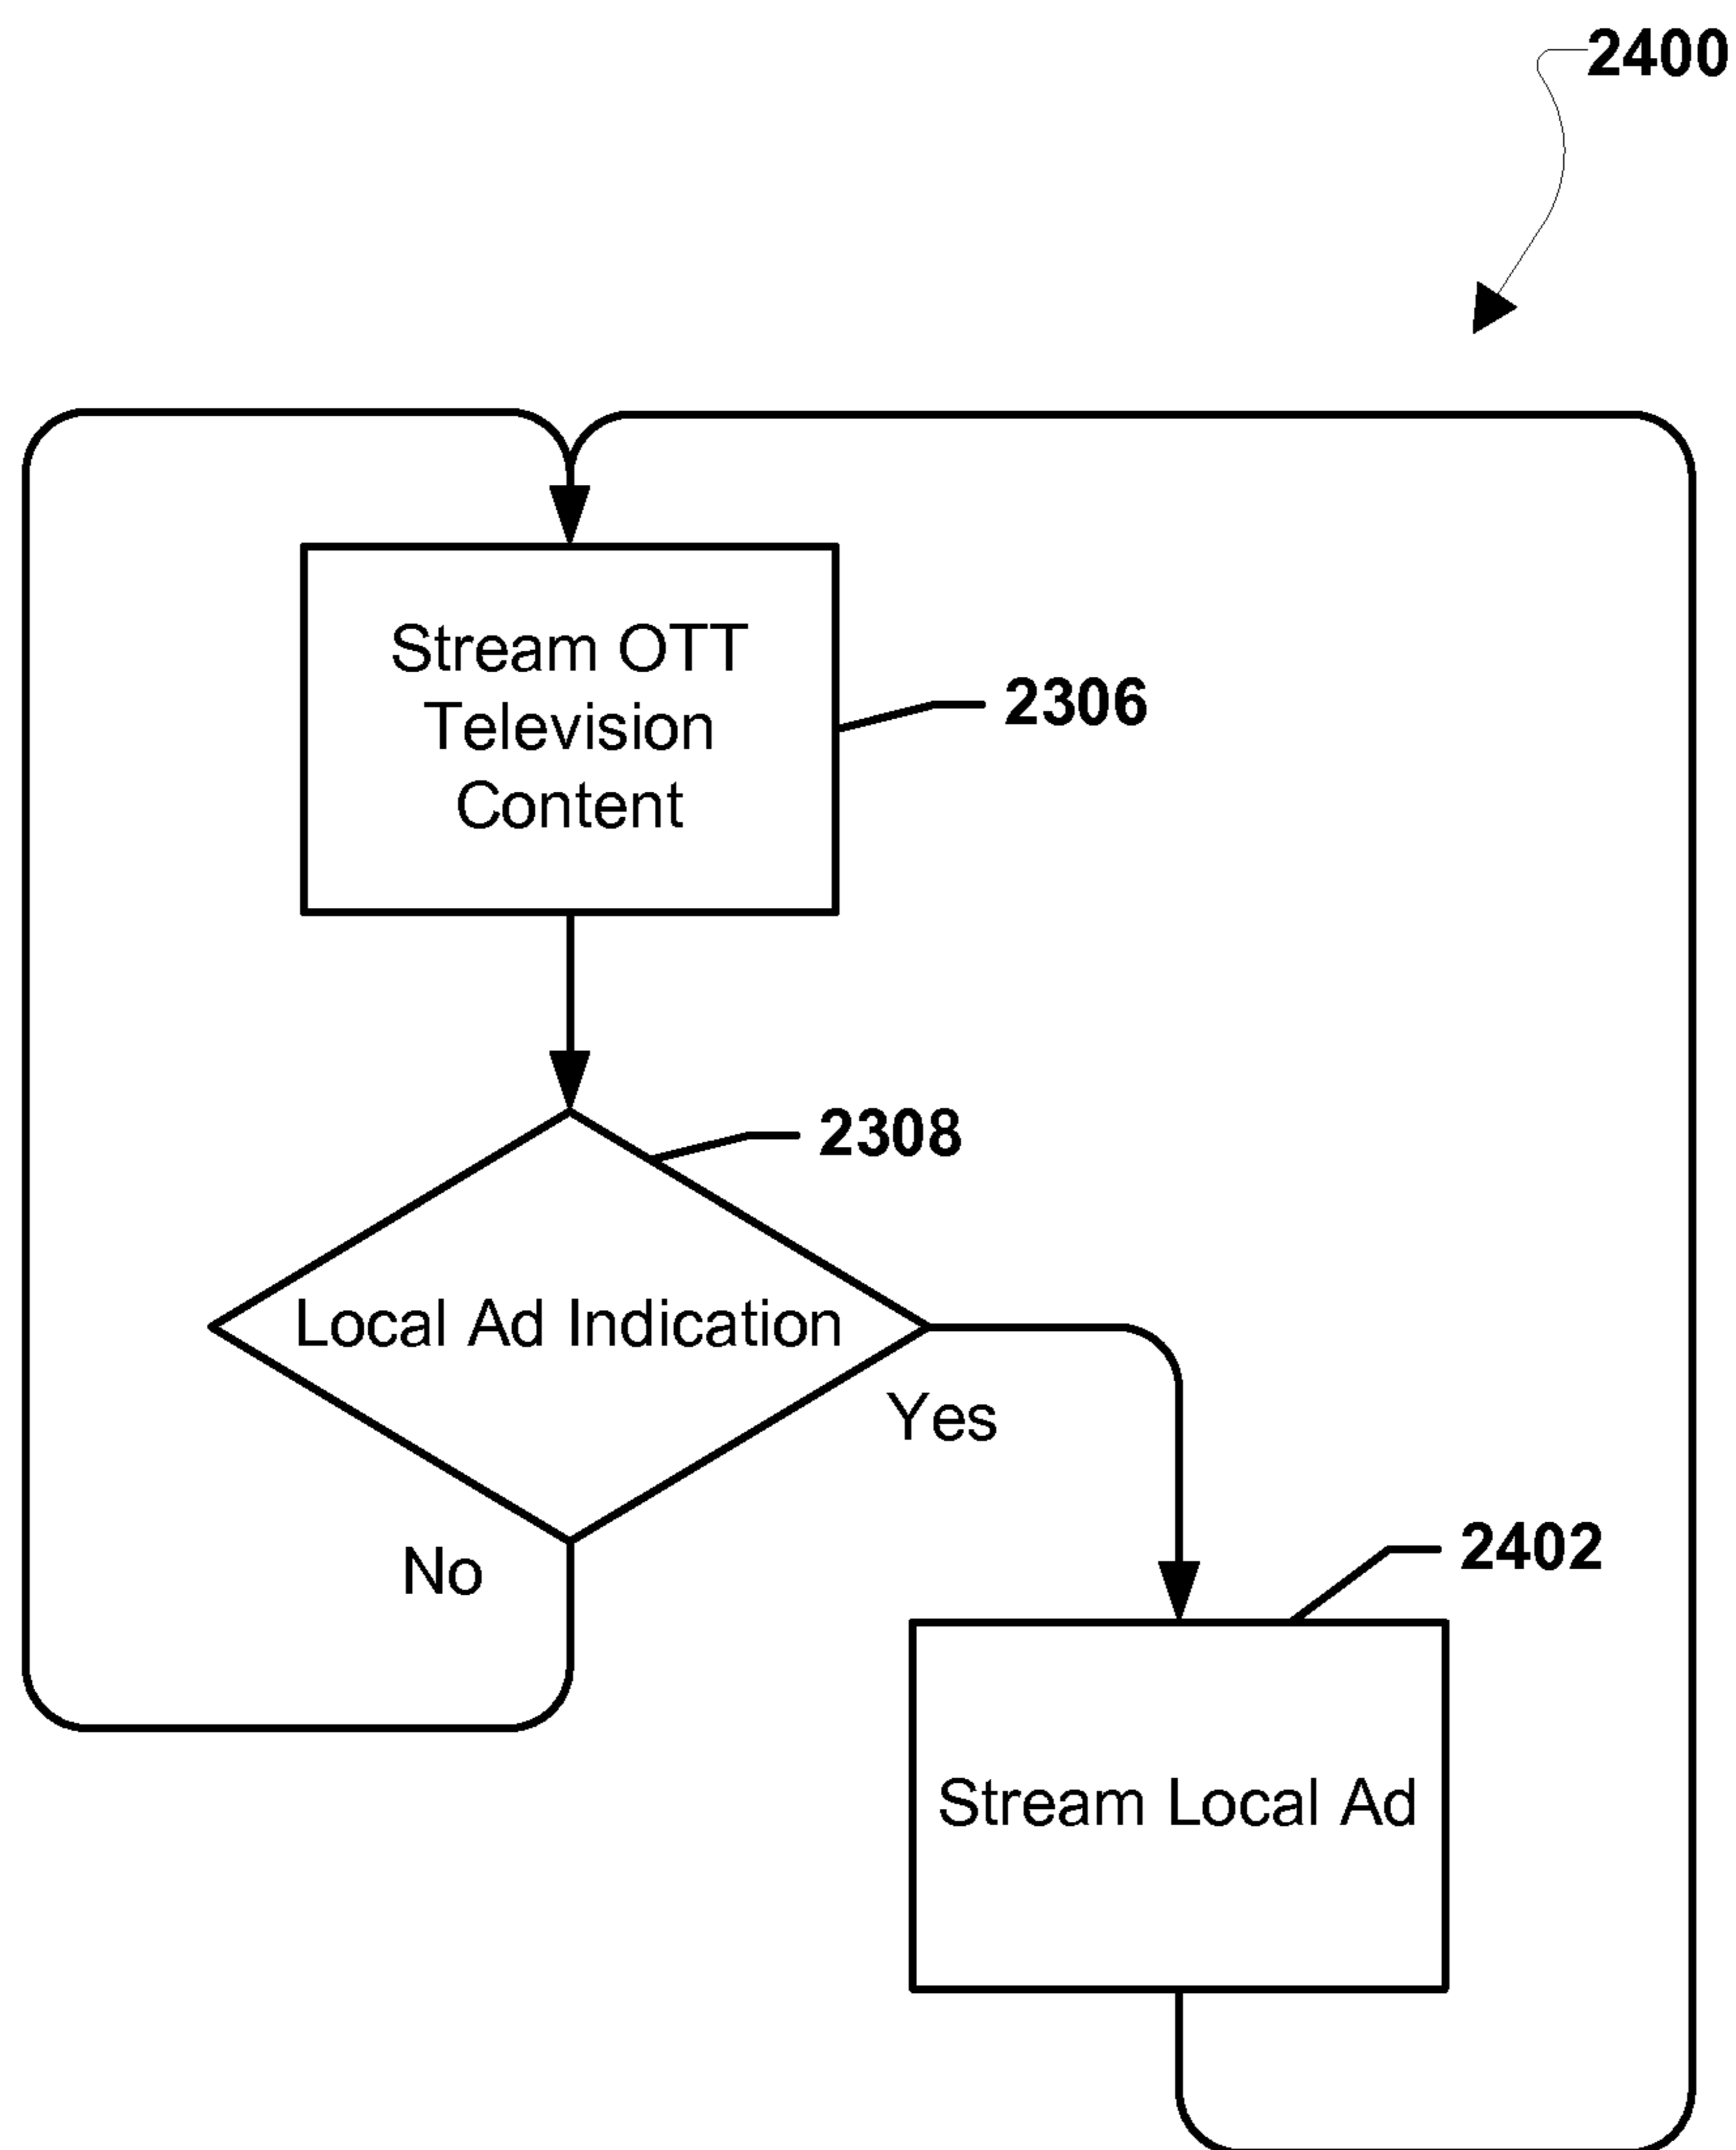 2400
Stream OTT
Television
Content
2306
2308
Local Ad Indication
Yes
No
2402
Stream Local Ad